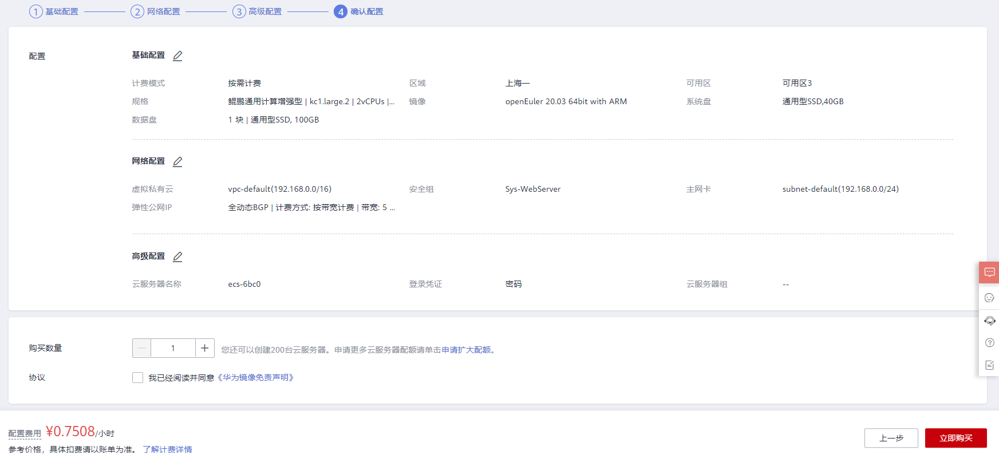 1 基础配置 2 网络配置 3 高级配置 4 确认配置
配置 基础配置
计费模式 按需计费 区域 上海一 可用区 可用区3
规格 鲲鹏通用计算增强型 | kc1.large.2 | 2vCPUs |... 镜像 openEuler 20.03 64bit with ARM 系统盘 通用型SSD,40GB
数据盘 1 块 | 通用型SSD, 100GB
网络配置
虚拟私有云 vpc-default(192.168.0.0/16) 安全组 Sys-WebServer 主网卡 subnet-default(192.168.0.0/24)
弹性公网IP 全动态BGP | 计费方式: 按带宽计费 | 带宽: 5 ...
高级配置
云服务器名称 ecs-6bc0 登录凭证 密码 云服务器组 --
购买数量 — 1 + 您还可以创建200台云服务器。申请更多云服务器配额请单击申请扩大配额。
协议 我已经阅读并同意《华为镜像免责声明》
配置费用 ¥0.7508/小时
参考价格，具体扣费请以账单为准。 了解计费详情
上一步 立即购买